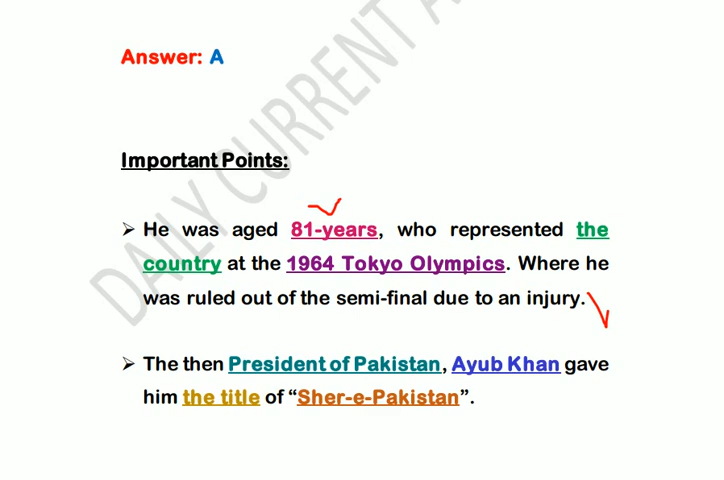 Answer: A
DAILY CURRENT A
Important Points:
➢ He was aged 81-years, who represented the
country at the 1964 Tokyo Olympics. Where he
was ruled out of the semi-final due to an injury.
➢ The then President of Pakistan, Ayub Khan gave
him the title of “Sher-e-Pakistan”.